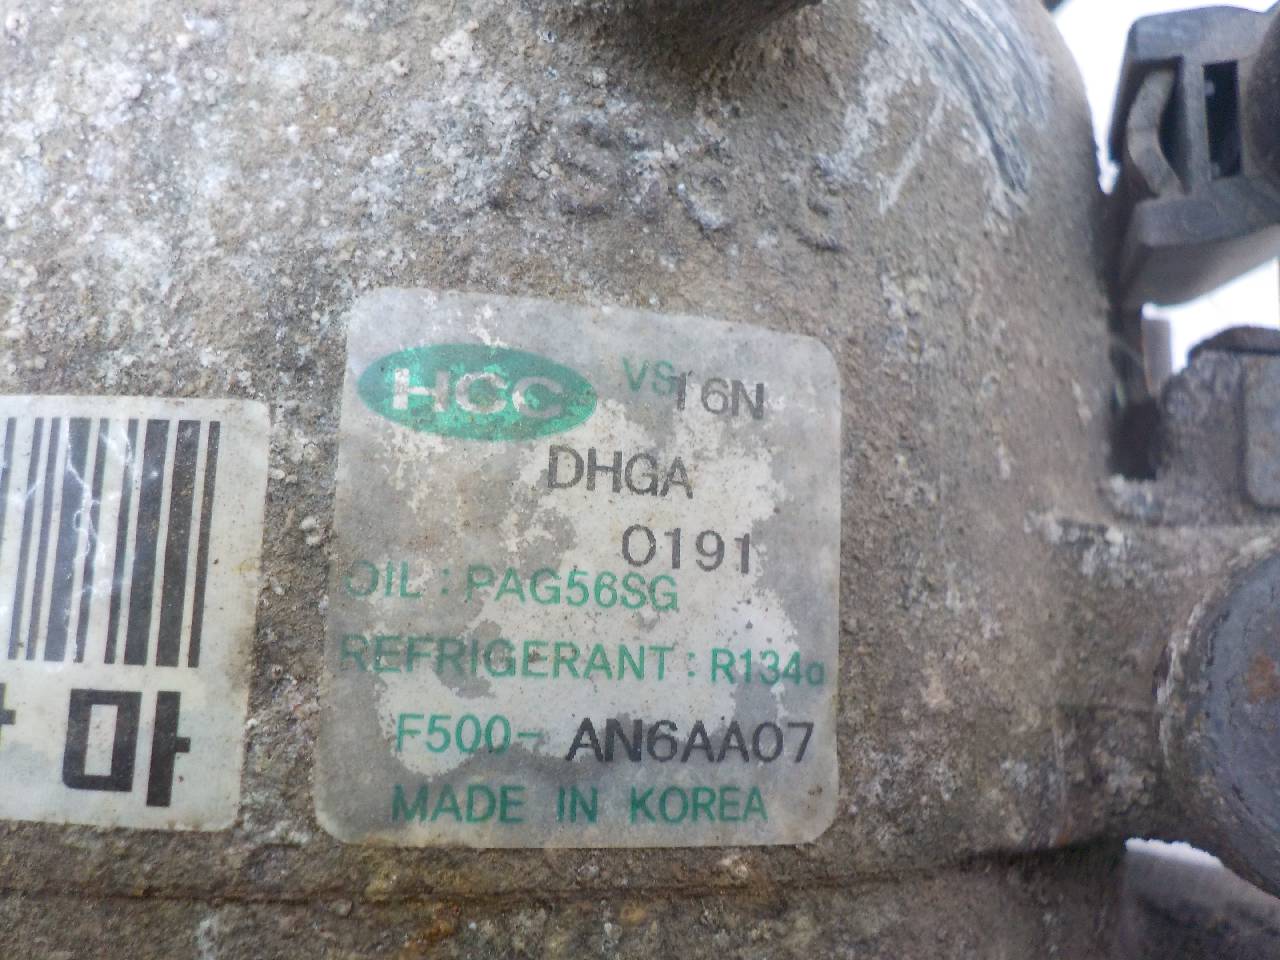 HCC VS16N
DHGA
0191
OIL : PAG56SG
REFRIGERANT : R134a
F500- AN6AA07
MADE IN KOREA
마